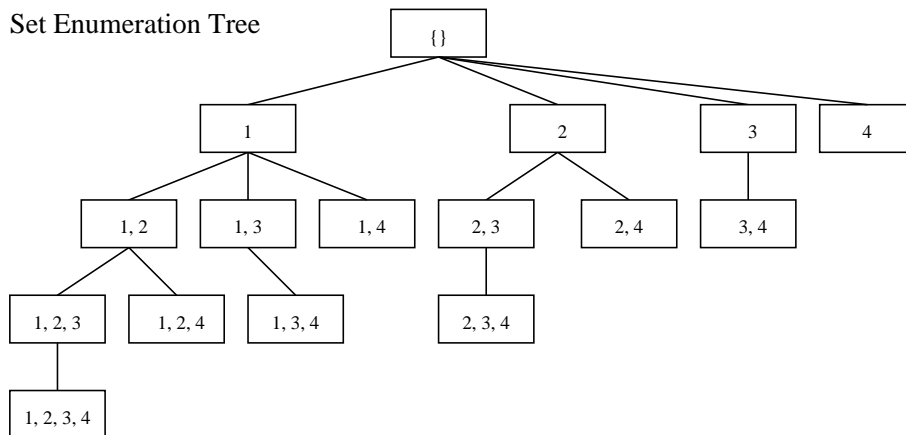 Set Enumeration Tree
{}
1
2
3
4
1, 2
1, 3
1, 4
2, 3
2, 4
3, 4
1, 2, 3
1, 2, 4
1, 3, 4
2, 3, 4
1, 2, 3, 4